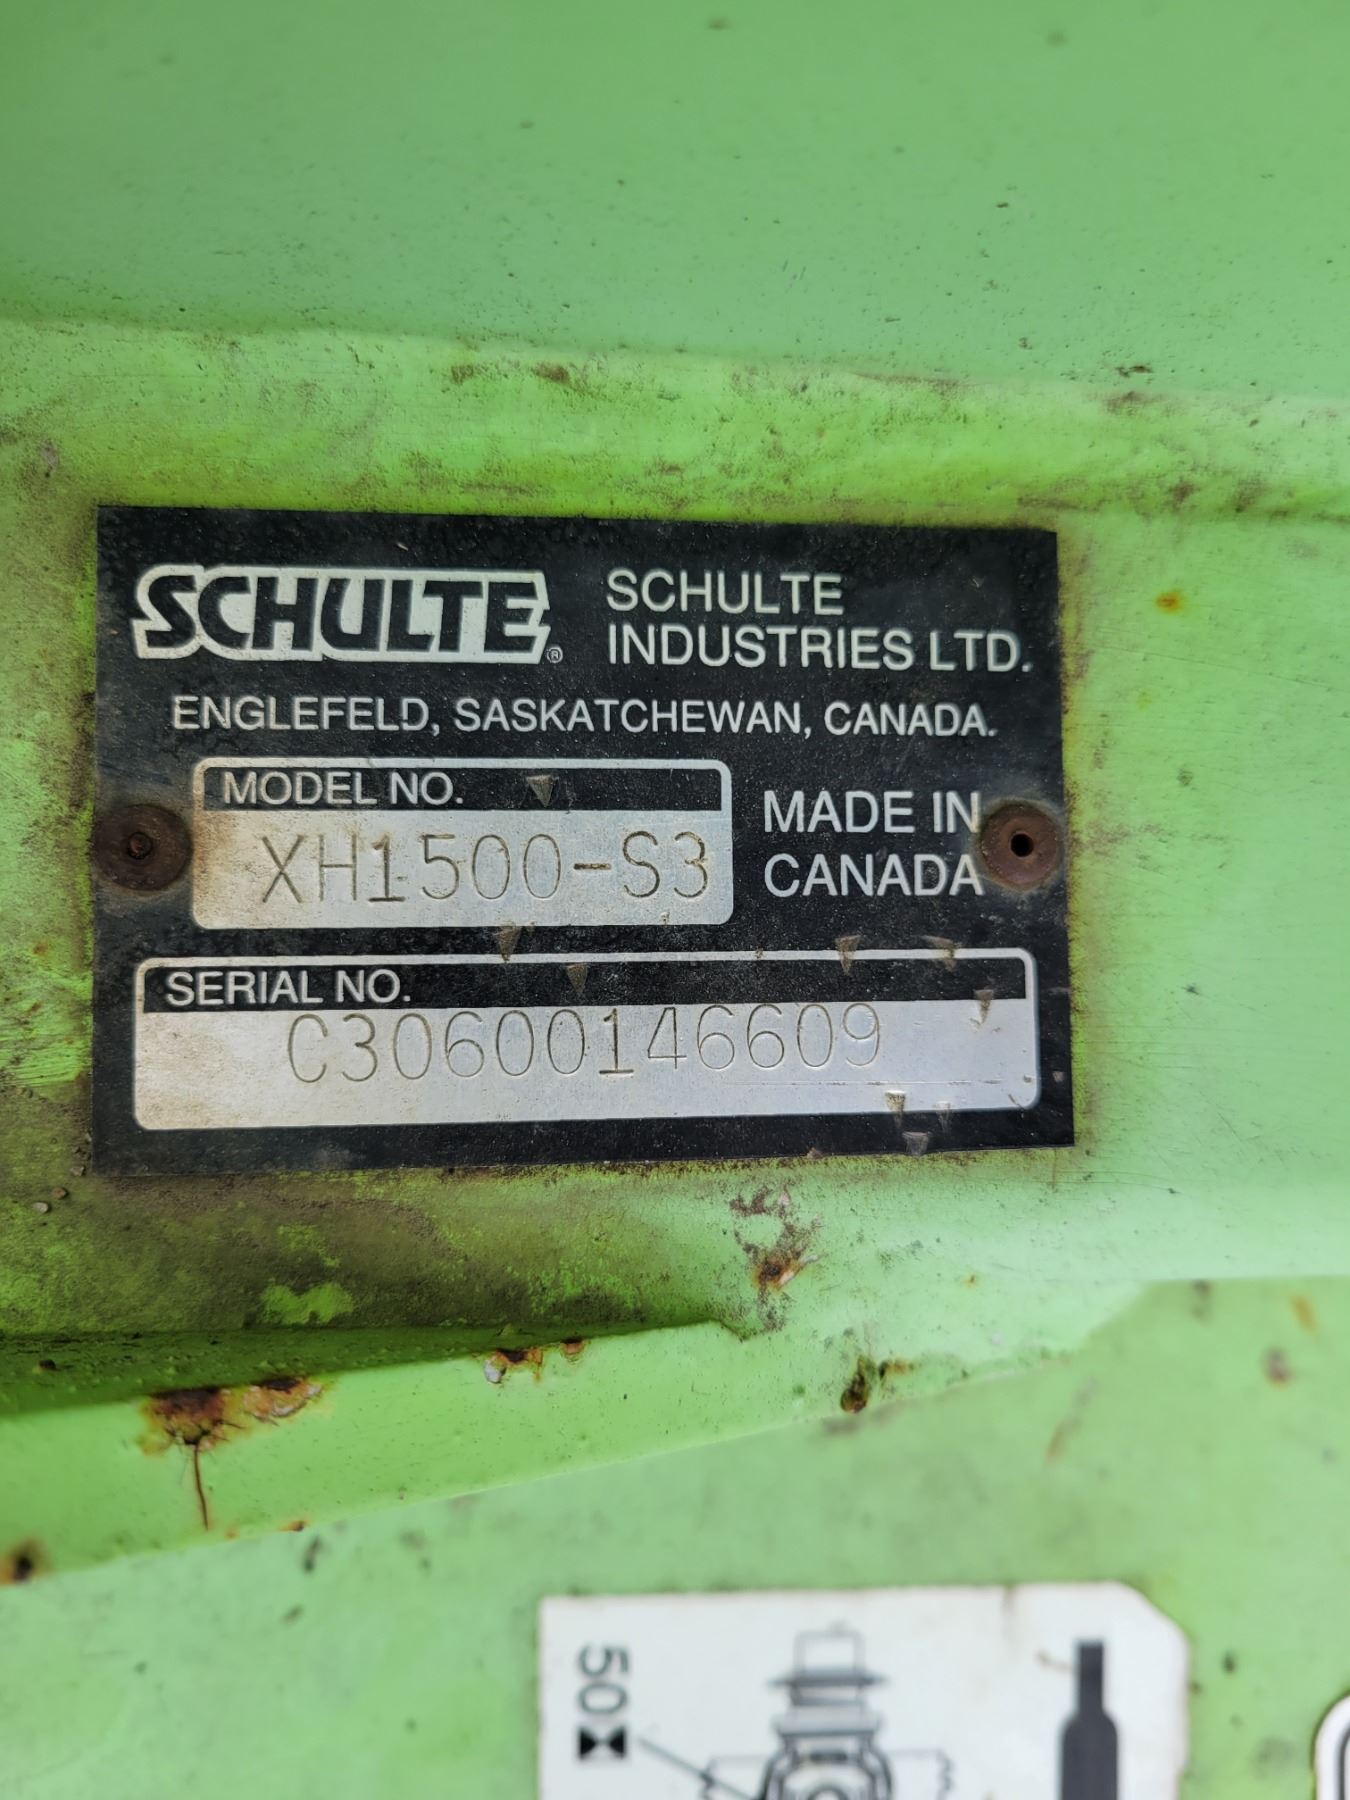 SCHULTE®
SCHULTE
INDUSTRIES LTD.
ENGLEFELD, SASKATCHEWAN, CANADA.
MODEL NO.
XH1500-S3
MADE IN
CANADA
SERIAL NO.
C30600146609
50